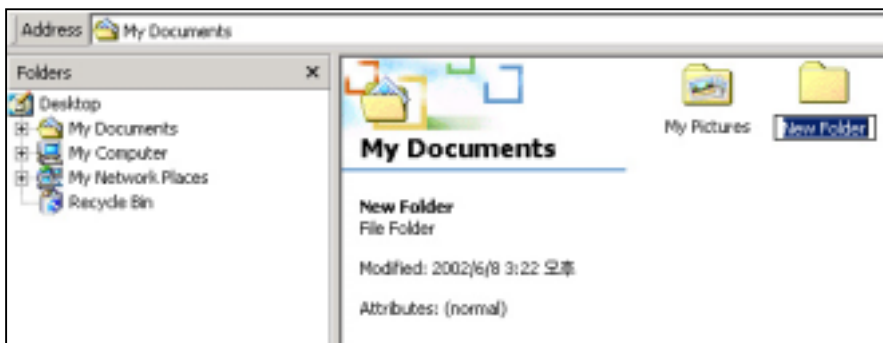 Address My Documents
Folders
Desktop
My Documents
My Computer
My Network Places
Recycle Bin
My Documents
New Folder
File Folder
Modified: 2002/6/8 3:22 오후
Attributes: (normal)
My Pictures
New Folder